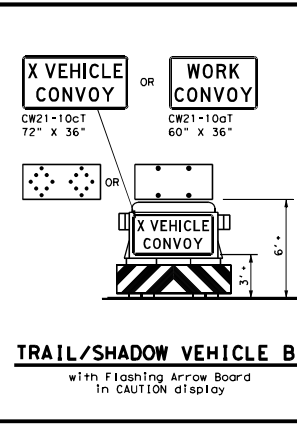 X VEHICLE
CONVOY
OR
WORK
CONVOY
CW21-10cT
72" X 36"
CW21-10aT
60" X 36"
OR
X VEHICLE
CONVOY
6'+
3'+
TRAIL/SHADOW VEHICLE B
with Flashing Arrow Board
in CAUTION display